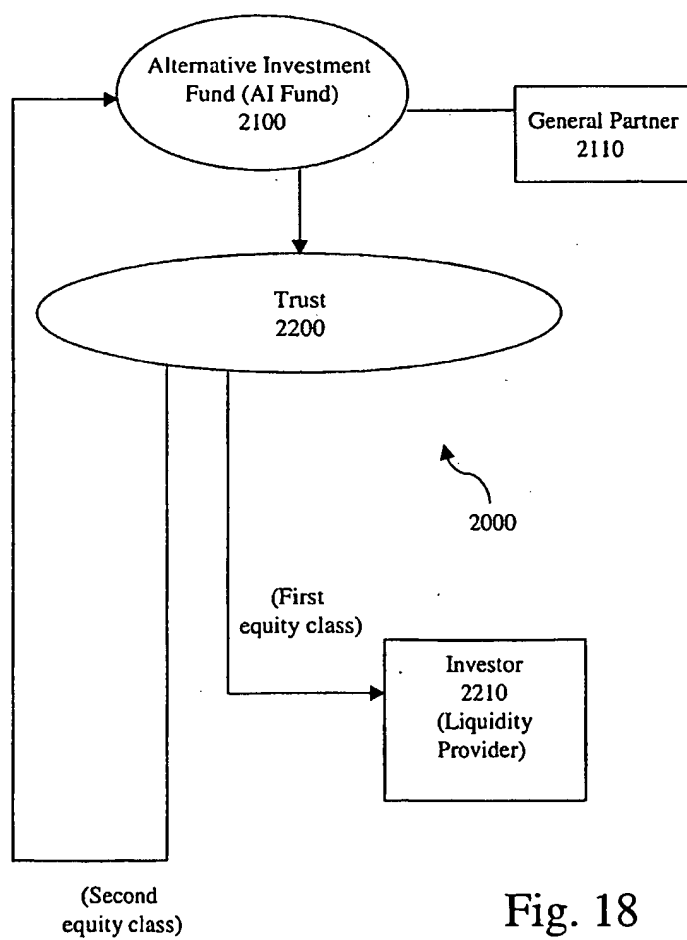 Alternative Investment
Fund (AI Fund)
2100
General Partner
2110
Trust
2200
2000
(First
equity class)
Investor
2210
(Liquidity
Provider)
(Second
equity class)
Fig. 18